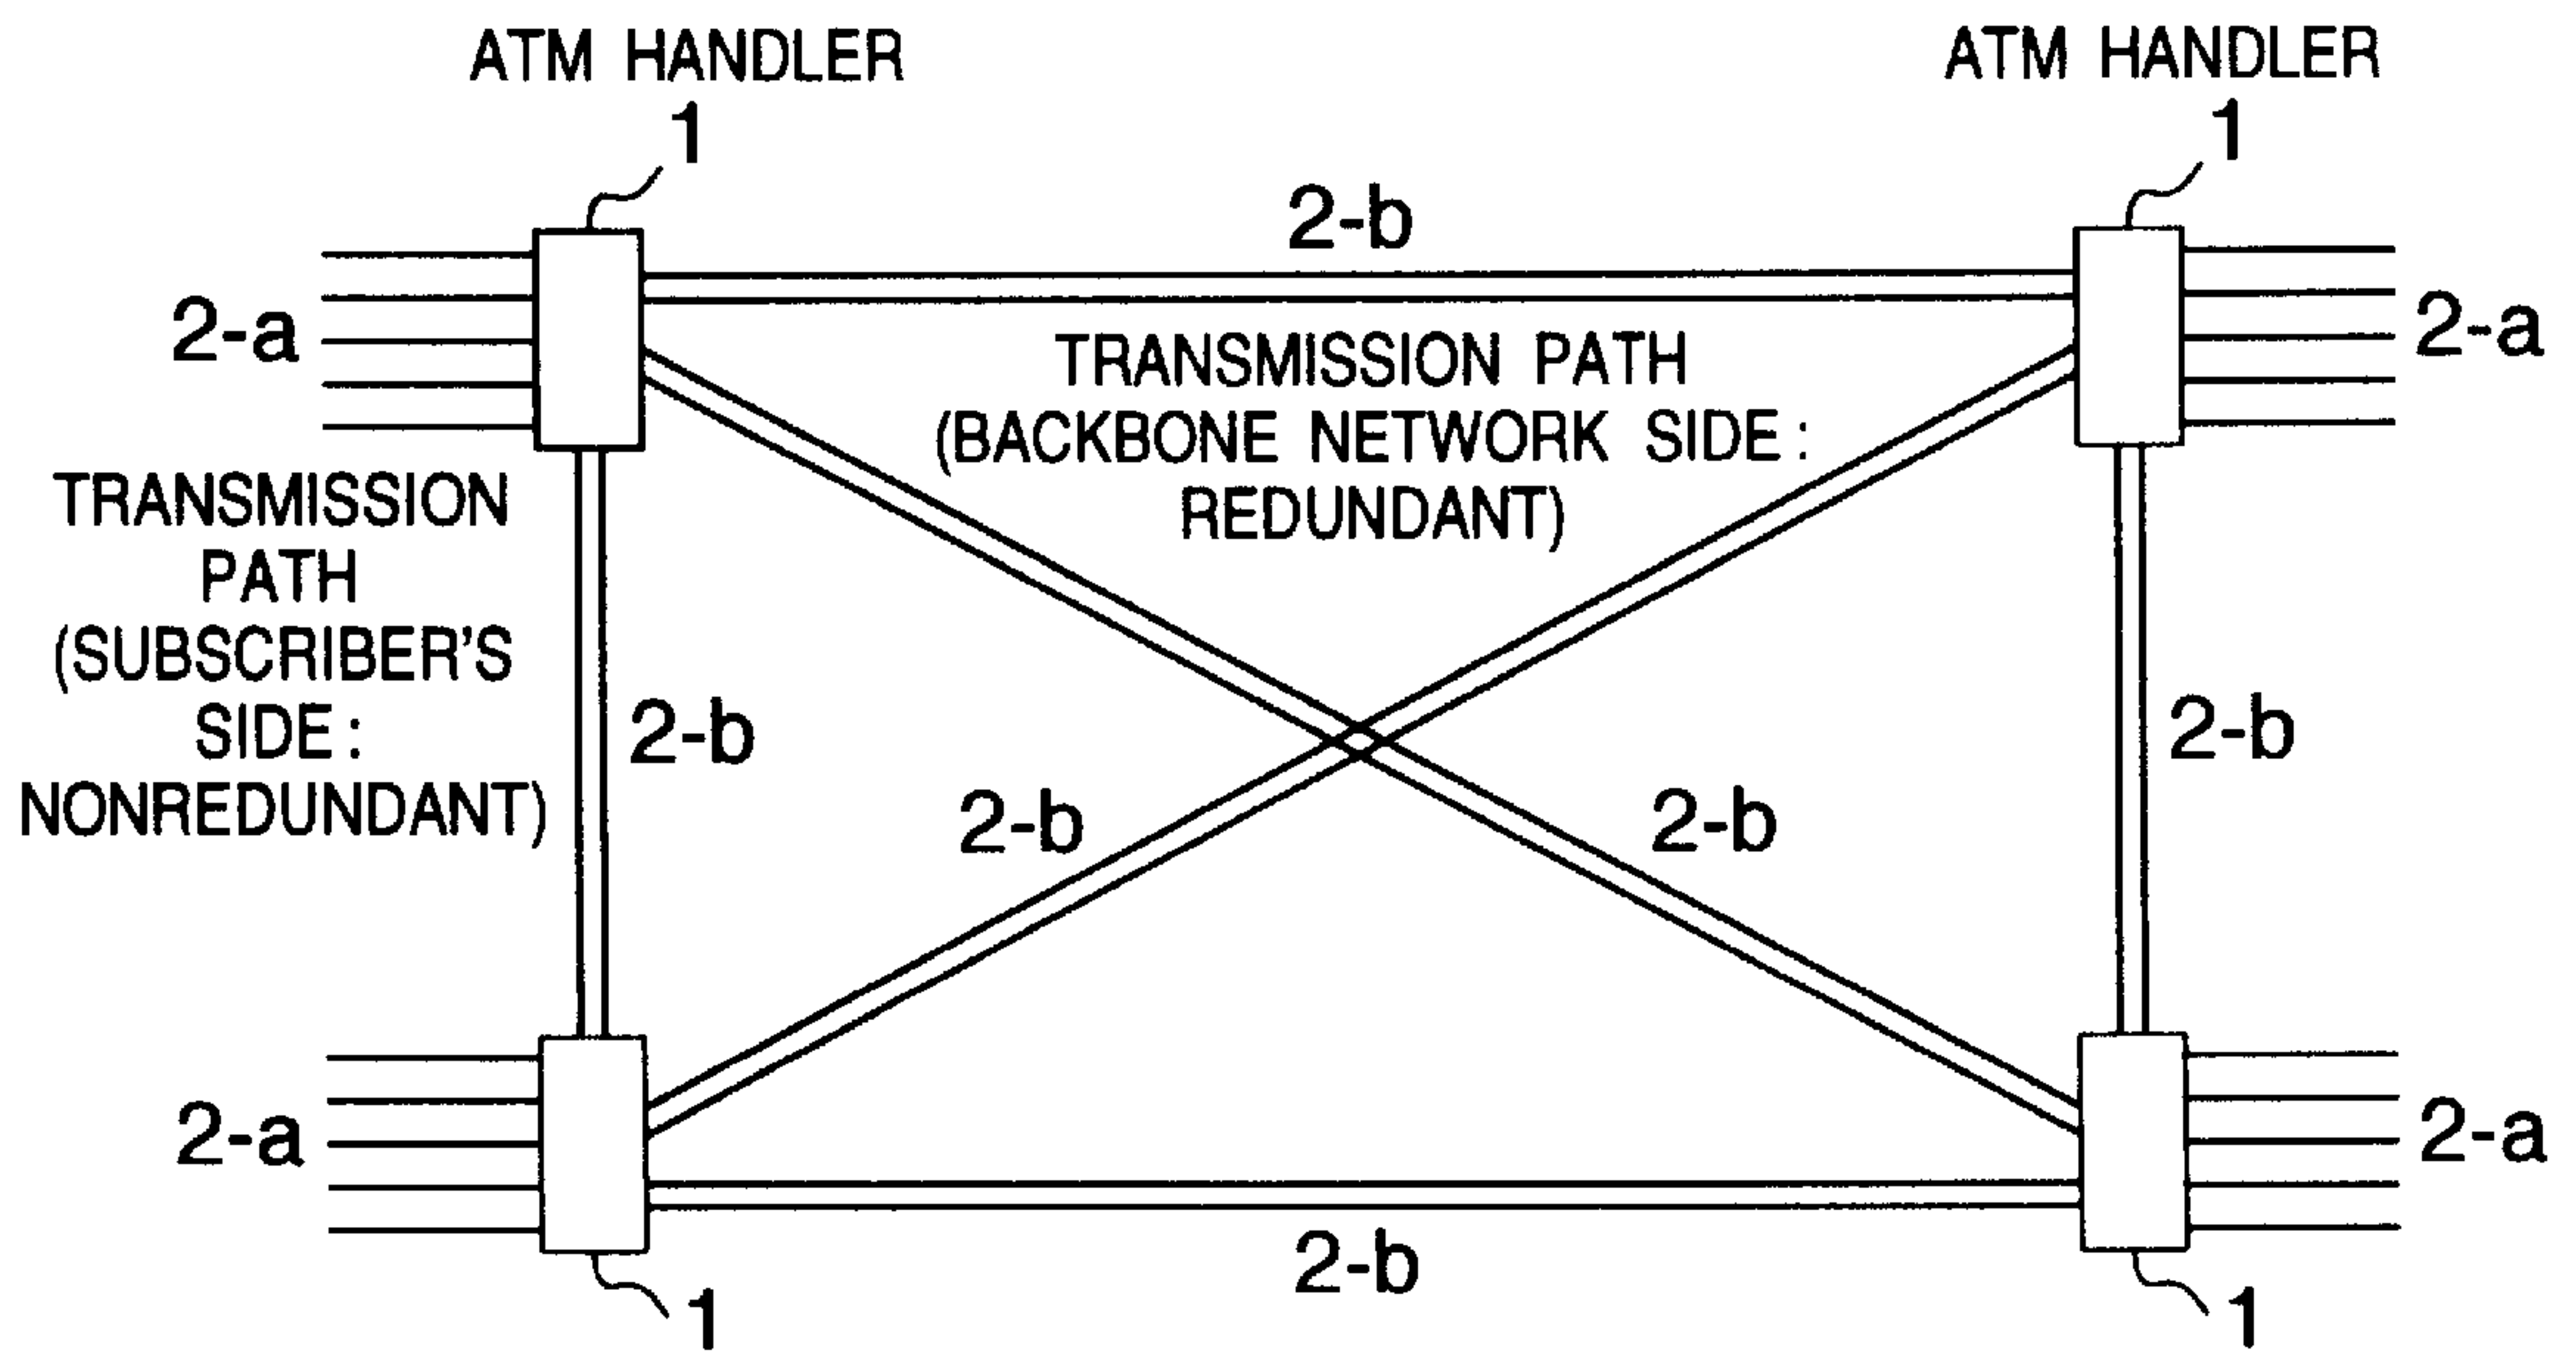 ATM HANDLER
ATM HANDLER
1
1
2-b
2-a
2-a
TRANSMISSION PATH
(BACKBONE NETWORK SIDE :
REDUNDANT)
TRANSMISSION
PATH
(SUBSCRIBER'S
SIDE :
NONREDUNDANT)
2-b
2-b
2-b
2-b
2-a
2-a
2-b
1
1